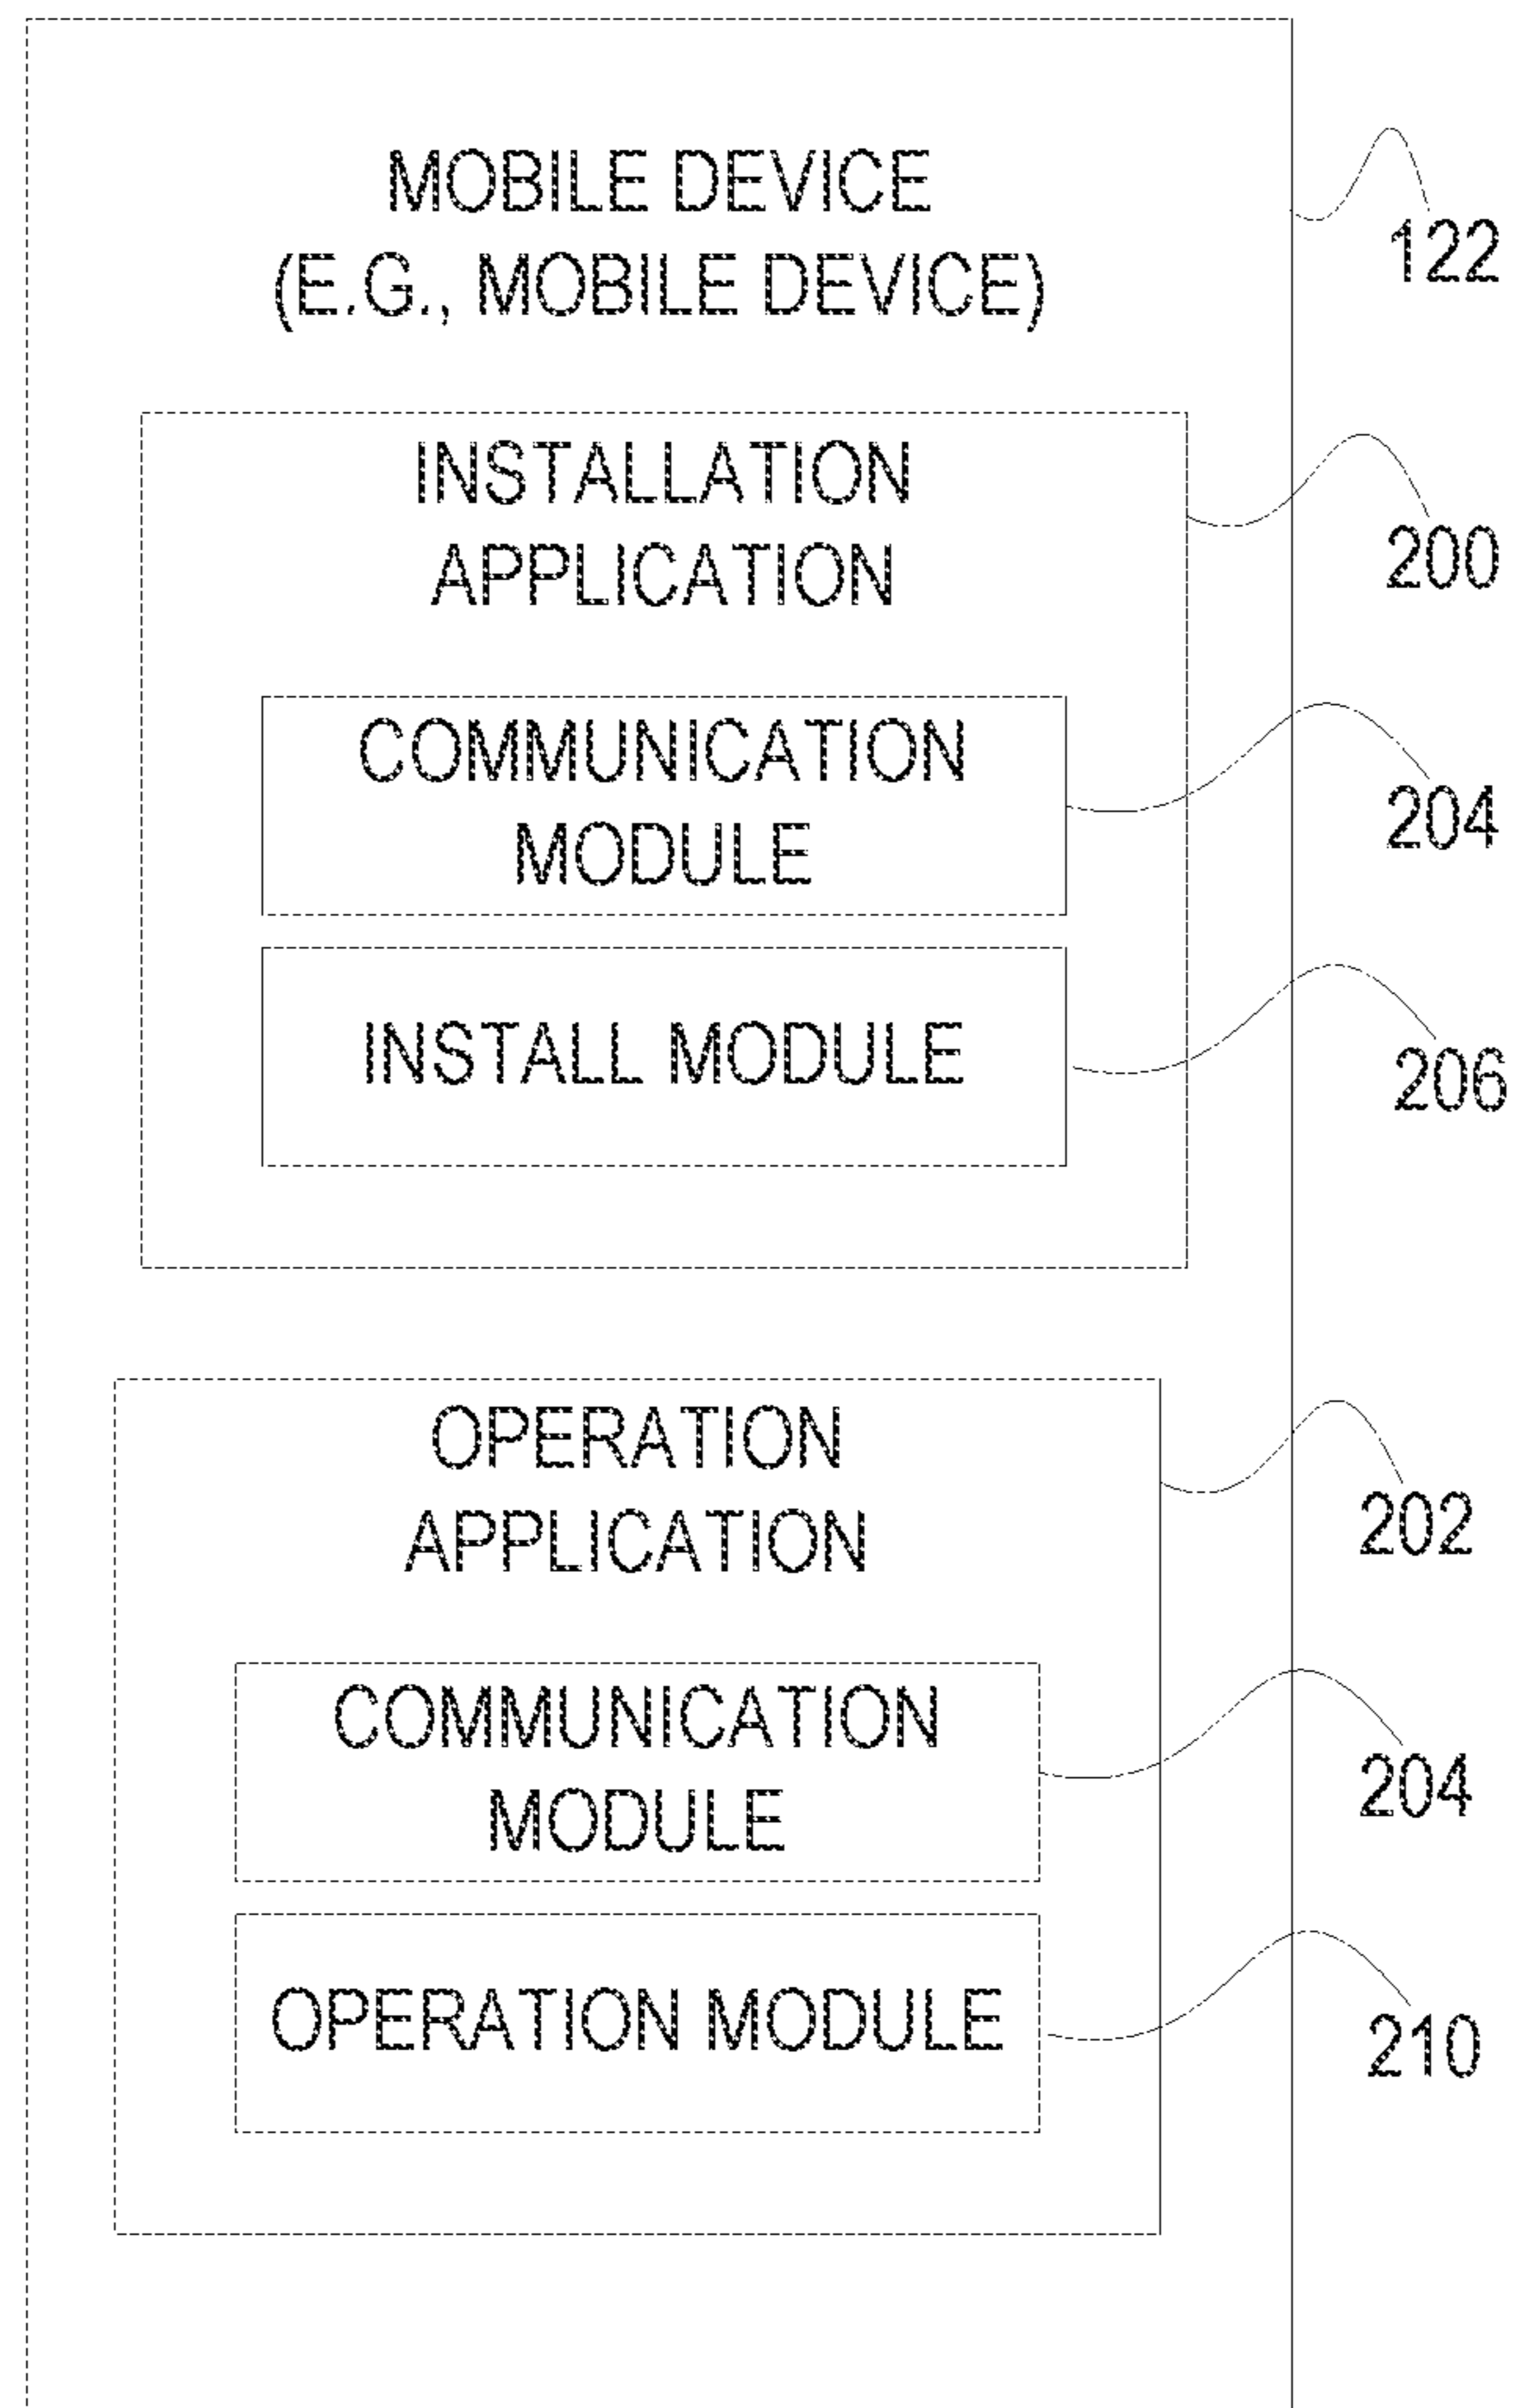 MOBILE DEVICE
(E.G., MOBILE DEVICE)
122
INSTALLATION
APPLICATION
200
COMMUNICATION
MODULE
204
INSTALL MODULE
206
OPERATION
APPLICATION
202
COMMUNICATION
MODULE
204
OPERATION MODULE
210